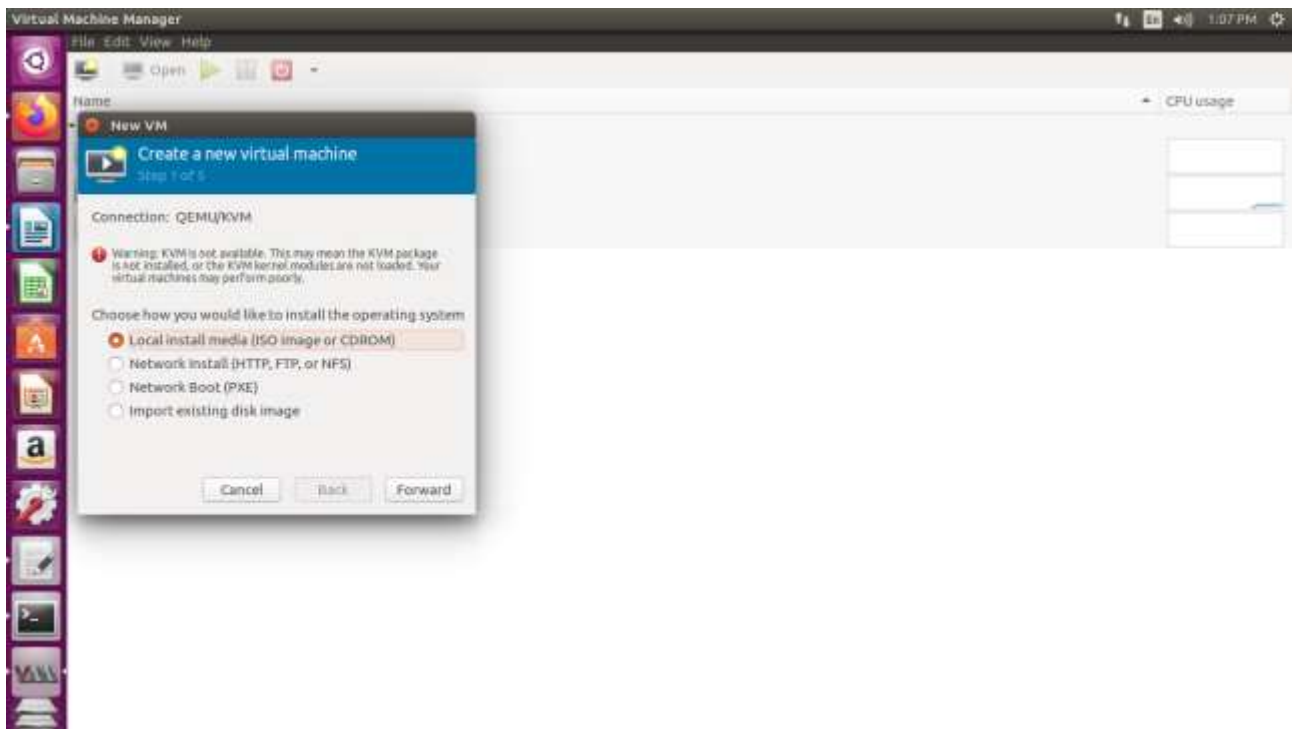 Virtual Machine Manager
En 1:07 PM
File Edit View Help
Open
Name
CPU usage
New VM
Create a new virtual machine
Step 1 of 5
Connection: QEMU/KVM
Warning: KVM is not available. This may mean the KVM package
is not installed, or the KVM kernel modules are not loaded. Your
virtual machines may perform poorly.
Choose how you would like to install the operating system
Local install media (ISO image or CDROM)
Network Install (HTTP, FTP, or NFS)
Network Boot (PXE)
Import existing disk image
Cancel Back Forward
a
>_